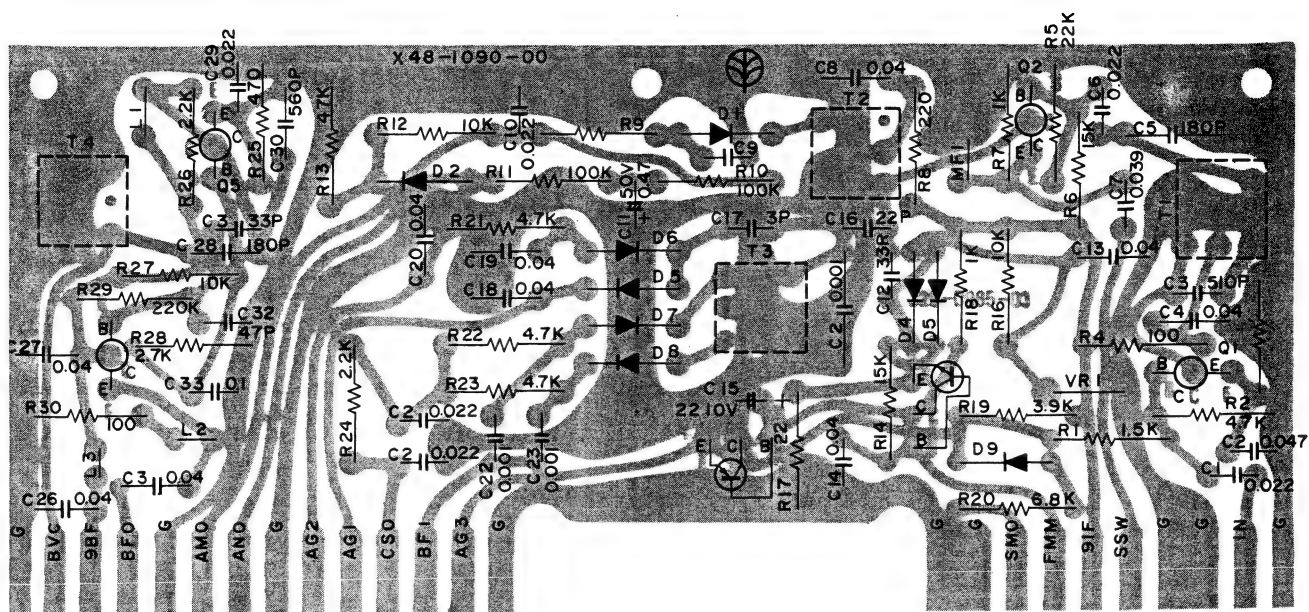 X48-1090-00
C29
0.022
470
560P
4.7K
L1
2.2K
E
C
B
Q5
R26
R25
C30
R13
T4
R12
10K
C10
0.022
R9
D1
C9
C8
0.04
T2
220
R8
MF1
1K
Q2
B
E
C
R7
R5
22K
C6
0.022
15K
R6
C5
180P
C7
0.039
T1
D2
R11
100K
C11
50V
0.47
R10
100K
C3
33P
C28
180P
R27
10K
R29
220K
C32
47P
R28
2.7K
B
C
E
C27
0.04
C33
0.1
R30
100
L2
L3
C3
0.04
C26
0.04
C20
0.04
R21
4.7K
C19
0.04
C18
0.04
R22
4.7K
R23
4.7K
2.2K
R24
C2
0.022
C2
0.022
C22
0.001
C23
0.001
D6
D5
D7
D8
C17
3P
T3
C16
22P
0.001
C2
C12
33P
D4
D5
1K
R18
10K
R16
C13
0.04
C3
510P
C4
0.04
R4
100
Q1
B
E
C
C
VR1
R2
47K
C15
22 10V
E
C
B
22
R17
0.04
C14
15K
R14
E
C
B
R19
3.9K
D9
R20
6.8K
R1
1.5K
C2
0.047
C1
0.022
G
BVC
9BF
BFO
G
AMO
ANO
G
AG2
AG1
CSO
BF1
AG3
G
G
G
SMO
FMM
91F
SSW
G
G
IN
G